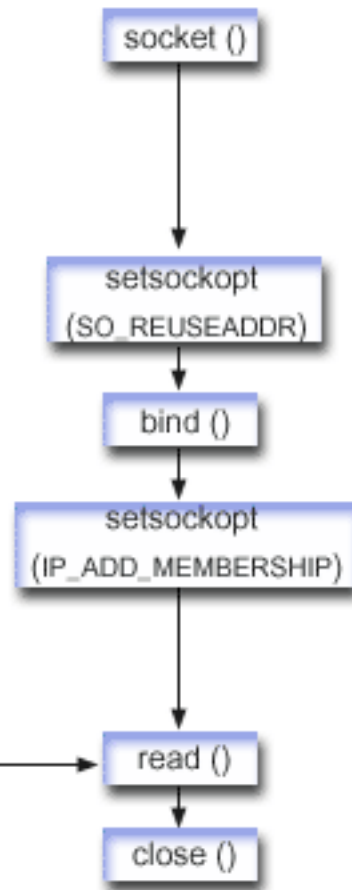 socket ()
setsockopt
(SO_REUSEADDR)
bind ()
setsockopt
(IP_ADD_MEMBERSHIP)
read ()
close ()